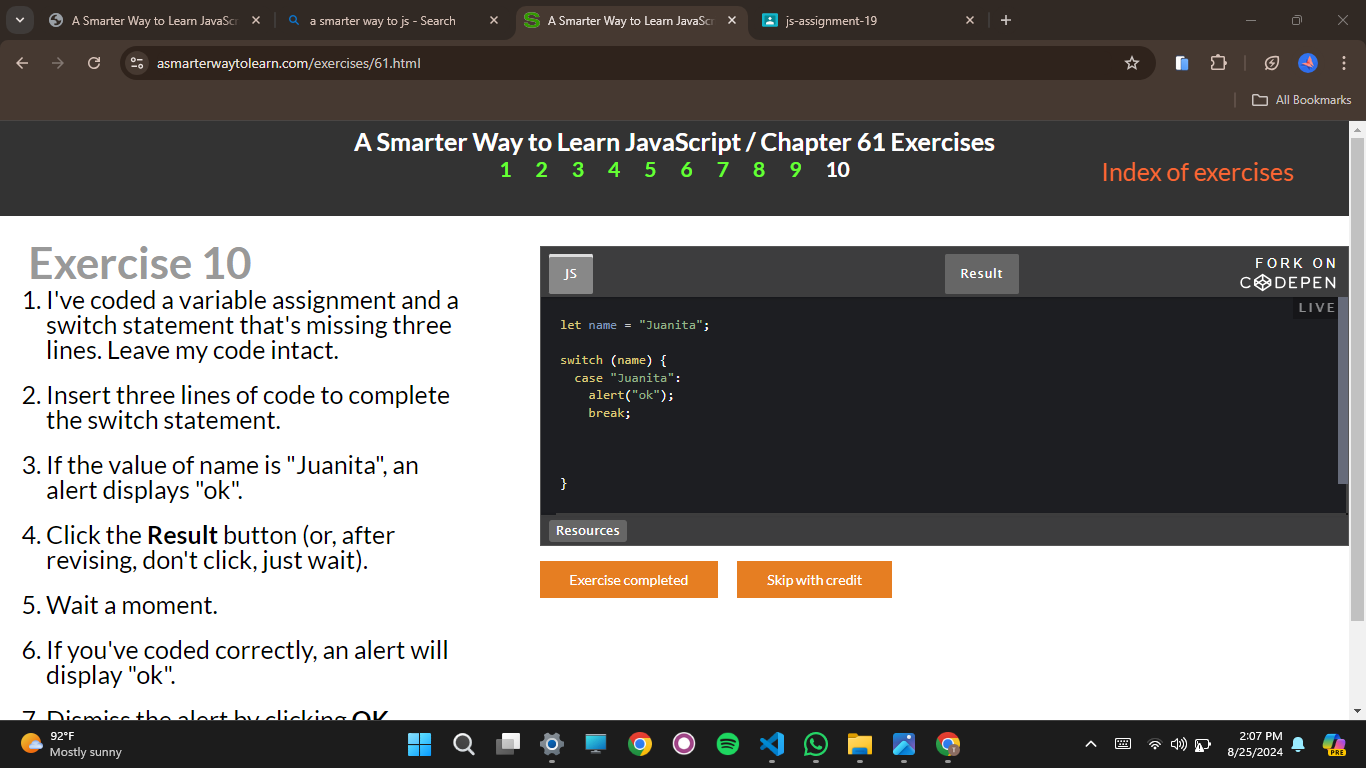 A Smarter Way to Learn JavaScr
a smarter way to js - Search
A Smarter Way to Learn JavaScr
js-assignment-19
asmarterwaytolearn.com/exercises/61.html
All Bookmarks
A Smarter Way to Learn JavaScript / Chapter 61 Exercises
1 2 3 4 5 6 7 8 9 10
Index of exercises
Exercise 10
1. I've coded a variable assignment and a
switch statement that's missing three
lines. Leave my code intact.
2. Insert three lines of code to complete
the switch statement.
3. If the value of name is "Juanita", an
alert displays "ok".
4. Click the Result button (or, after
revising, don't click, just wait).
5. Wait a moment.
6. If you've coded correctly, an alert will
display "ok".
7. Dismiss the alert by clicking OK
JS
Result
FORK ON
CODEPEN
LIVE
let name = "Juanita";
switch (name) {
case "Juanita":
alert("ok");
break;
}
Resources
Exercise completed
Skip with credit
92°F
Mostly sunny
2:07 PM
8/25/2024
PRE